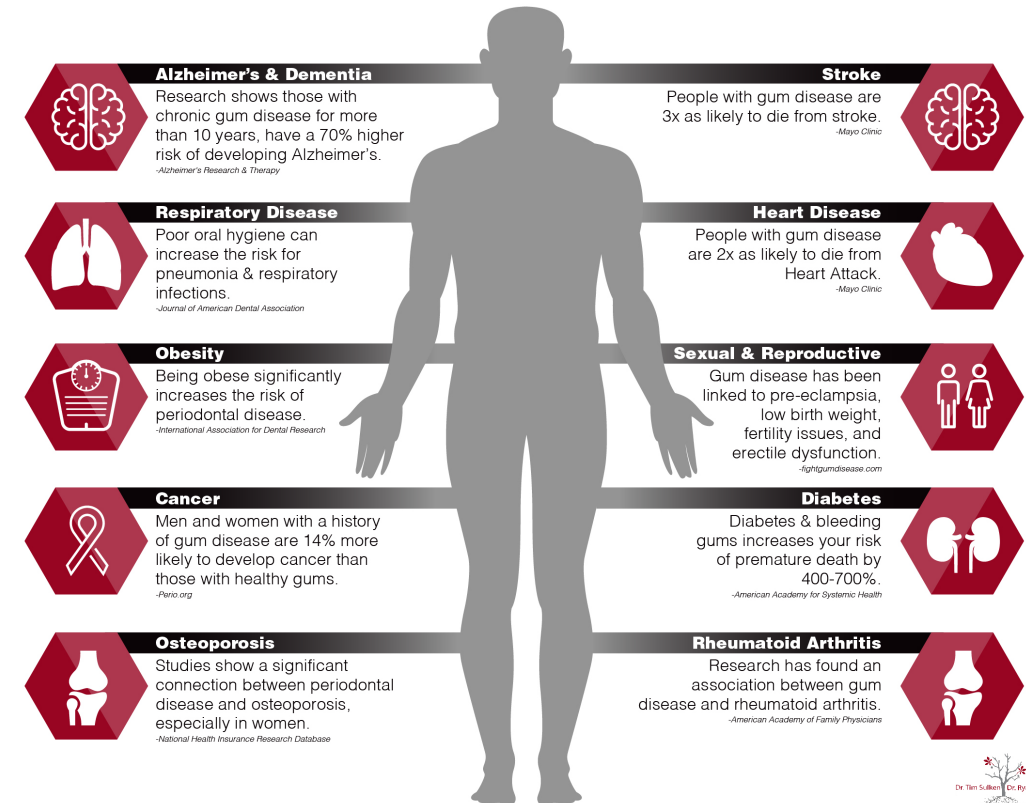 Alzheimer's & Dementia
Research shows those with
chronic gum disease for more
than 10 years, have a 70% higher
risk of developing Alzheimer's.
-Alzheimer's Research & Therapy
Respiratory Disease
Poor oral hygiene can
increase the risk for
pneumonia & respiratory
infections.
-Journal of American Dental Association
Obesity
Being obese significantly
increases the risk of
periodontal disease.
-International Association for Dental Research
Cancer
Men and women with a history
of gum disease are 14% more
likely to develop cancer than
those with healthy gums.
-Perio.org
Osteoporosis
Studies show a significant
connection between periodontal
disease and osteoporosis,
especially in women.
-National Health Insurance Research Database
Stroke
People with gum disease are
3x as likely to die from stroke.
-Mayo Clinic
Heart Disease
People with gum disease
are 2x as likely to die from
Heart Attack.
-Mayo Clinic
Sexual & Reproductive
Gum disease has been
linked to pre-eclampsia,
low birth weight,
fertility issues, and
erectile dysfunction.
-fightgumdisease.com
Diabetes
Diabetes & bleeding
gums increases your risk
of premature death by
400-700%.
-American Academy for Systemic Health
Rheumatoid Arthritis
Research has found an
association between gum
disease and rheumatoid arthritis.
-American Academy of Family Physicians
Dr. Tim Dr.